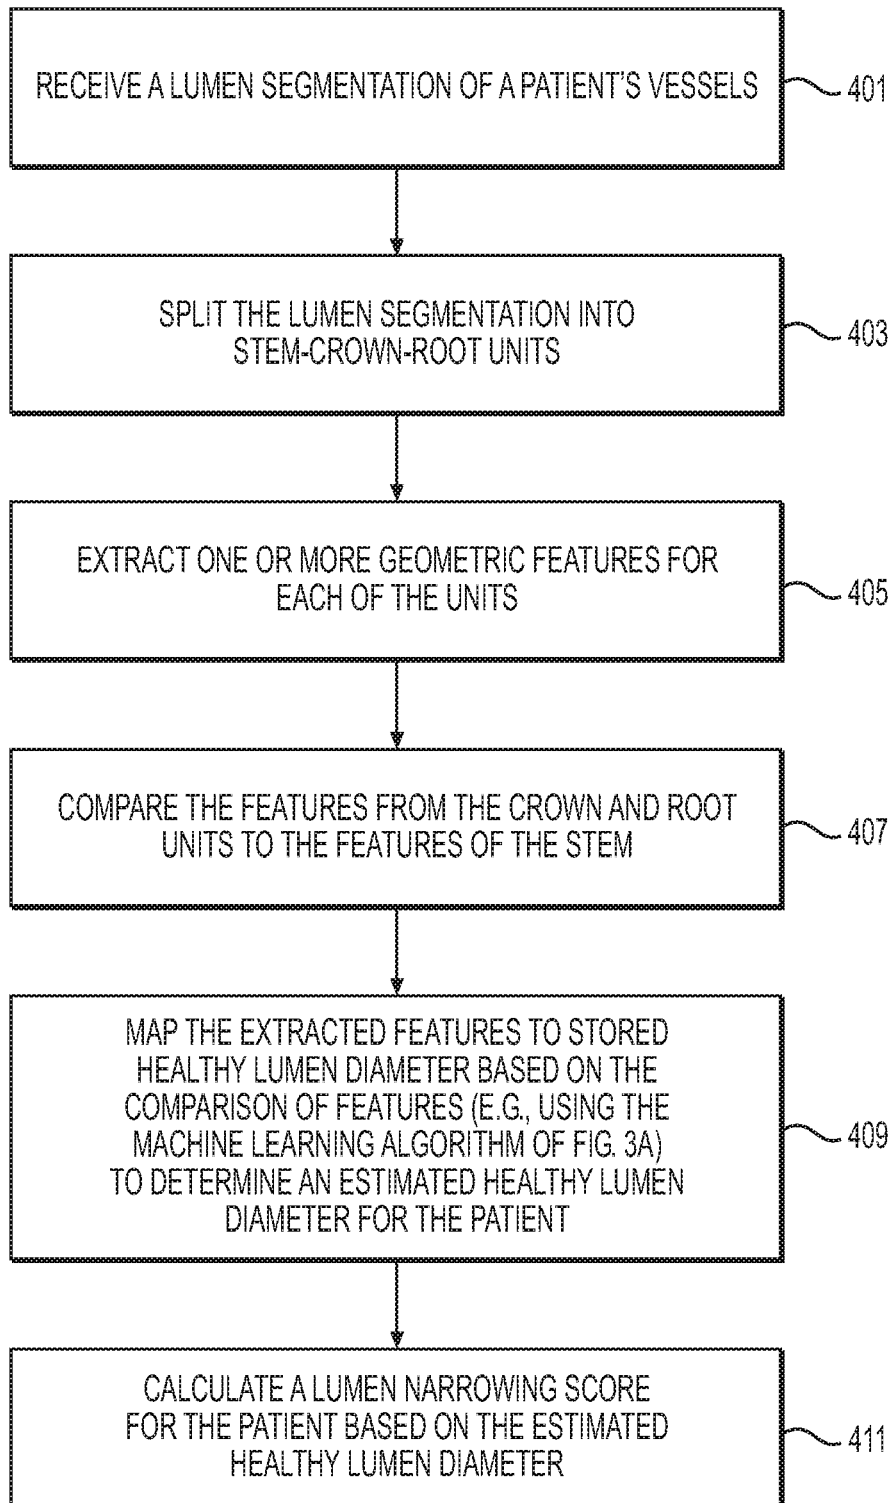 RECEIVE A LUMEN SEGMENTATION OF A PATIENT'S VESSELS
401
SPLIT THE LUMEN SEGMENTATION INTO
STEM-CROWN-ROOT UNITS
403
EXTRACT ONE OR MORE GEOMETRIC FEATURES FOR
EACH OF THE UNITS
405
COMPARE THE FEATURES FROM THE CROWN AND ROOT
UNITS TO THE FEATURES OF THE STEM
407
MAP THE EXTRACTED FEATURES TO STORED
HEALTHY LUMEN DIAMETER BASED ON THE
COMPARISON OF FEATURES (E.G., USING THE
MACHINE LEARNING ALGORITHM OF FIG. 3A)
TO DETERMINE AN ESTIMATED HEALTHY LUMEN
DIAMETER FOR THE PATIENT
409
CALCULATE A LUMEN NARROWING SCORE
FOR THE PATIENT BASED ON THE ESTIMATED
HEALTHY LUMEN DIAMETER
411